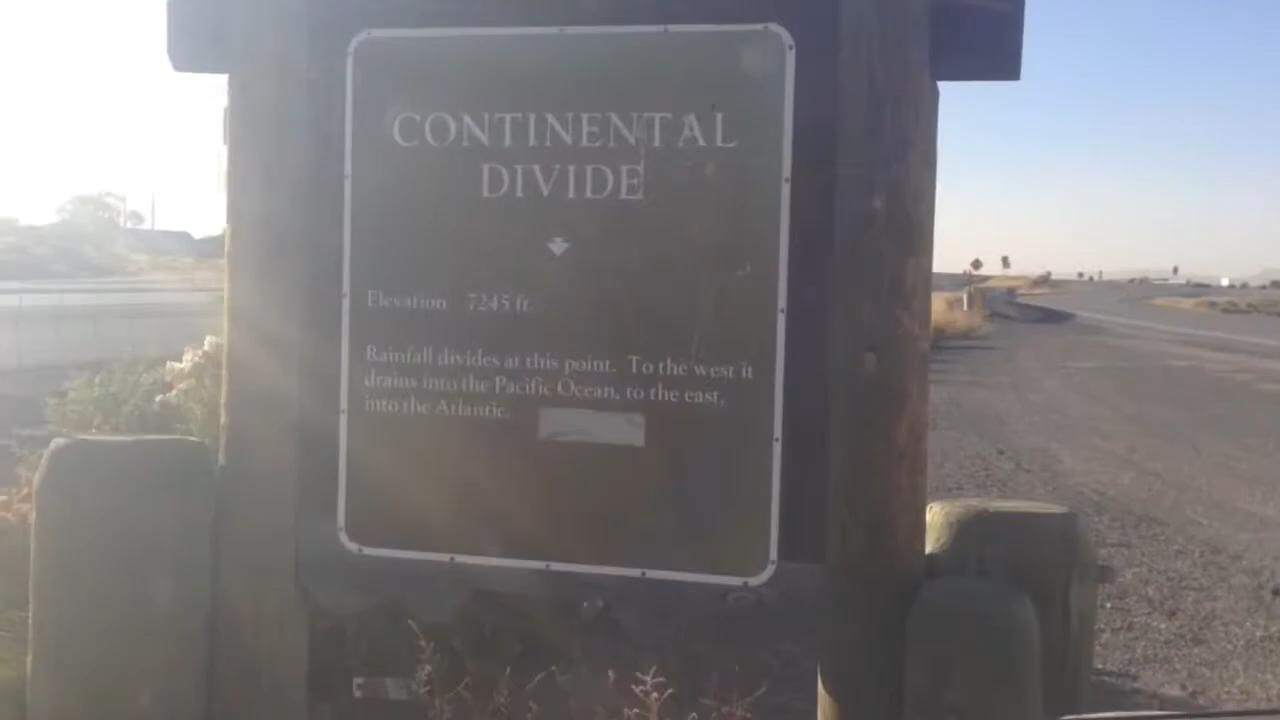 CONTINENTAL
DIVIDE
Elevation 7245 ft.
Rainfall divides at this point. To the west it
drains into the Pacific Ocean, to the east,
into the Atlantic.